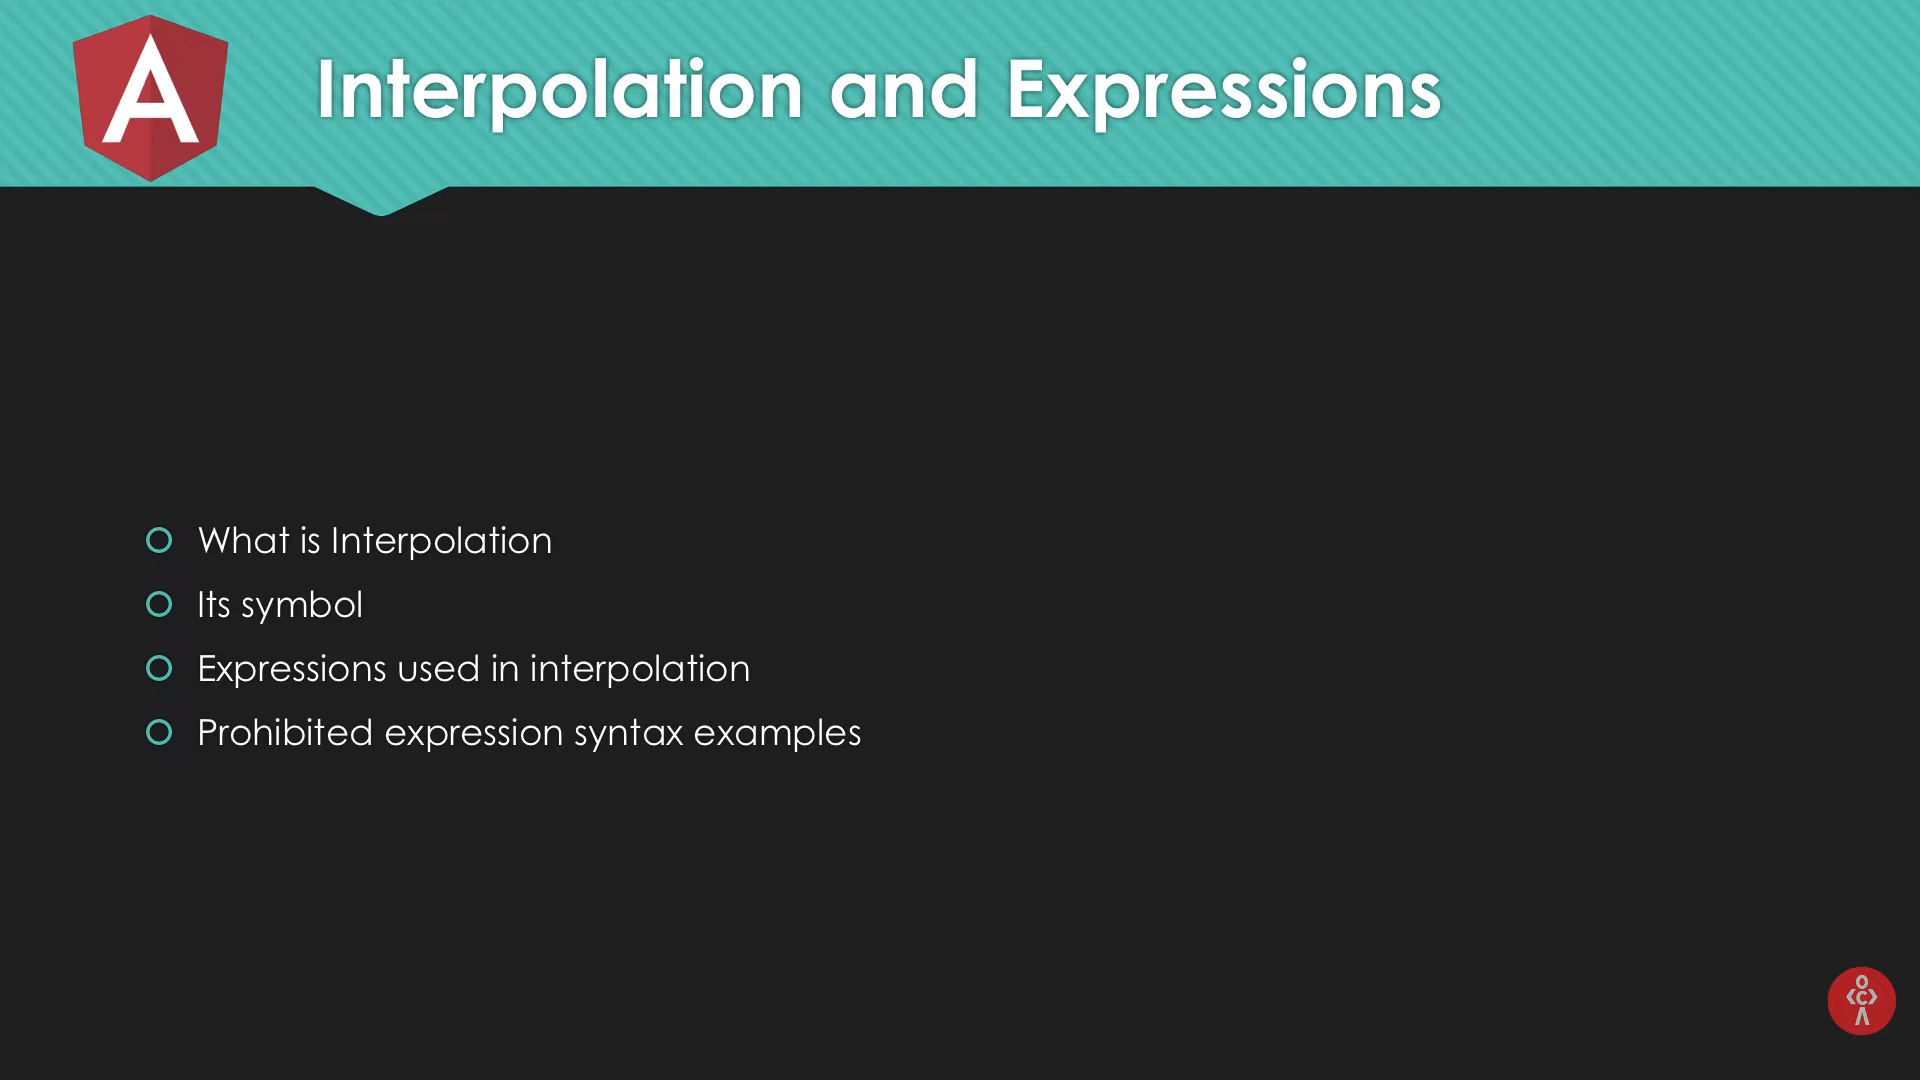 A
Interpolation and Expressions
What is Interpolation
Its symbol
Expressions used in interpolation
Prohibited expression syntax examples